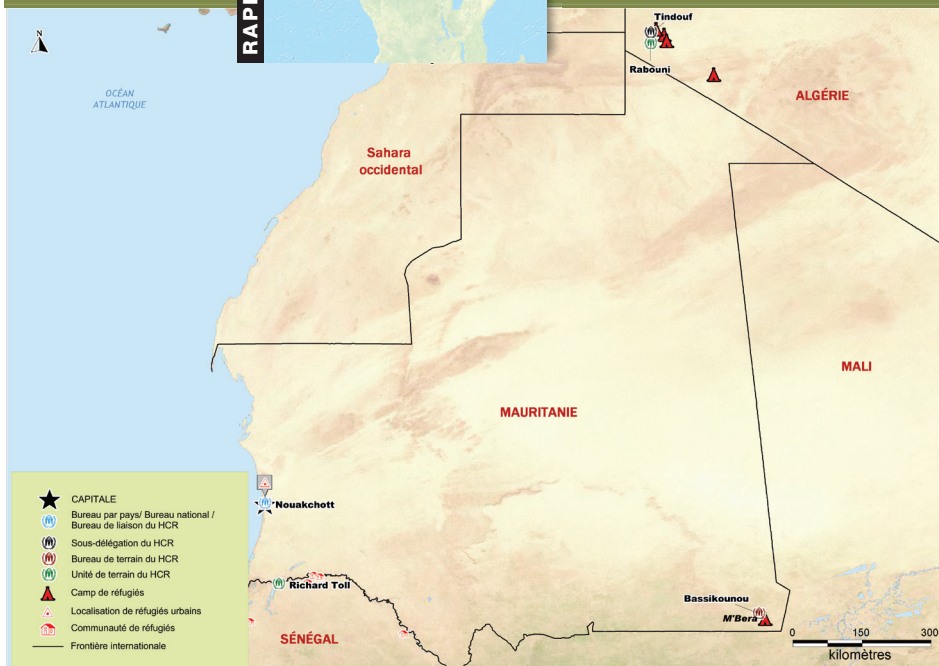 RAPP
N
Tindouf
Rabouni
OCÉAN
ATLANTIQUE
ALGÉRIE
Sahara
occidental
MALI
MAURITANIE
Nouakchott
Richard Toll
Bassikounou
M'Bera
SÉNÉGAL
CAPITALE
Bureau par pays/ Bureau national /
Bureau de liaison du HCR
Sous-délégation du HCR
Bureau de terrain du HCR
Unité de terrain du HCR
Camp de réfugiés
Localisation de réfugiés urbains
Communauté de réfugiés
Frontière internationale
0 150 300
kilomètres